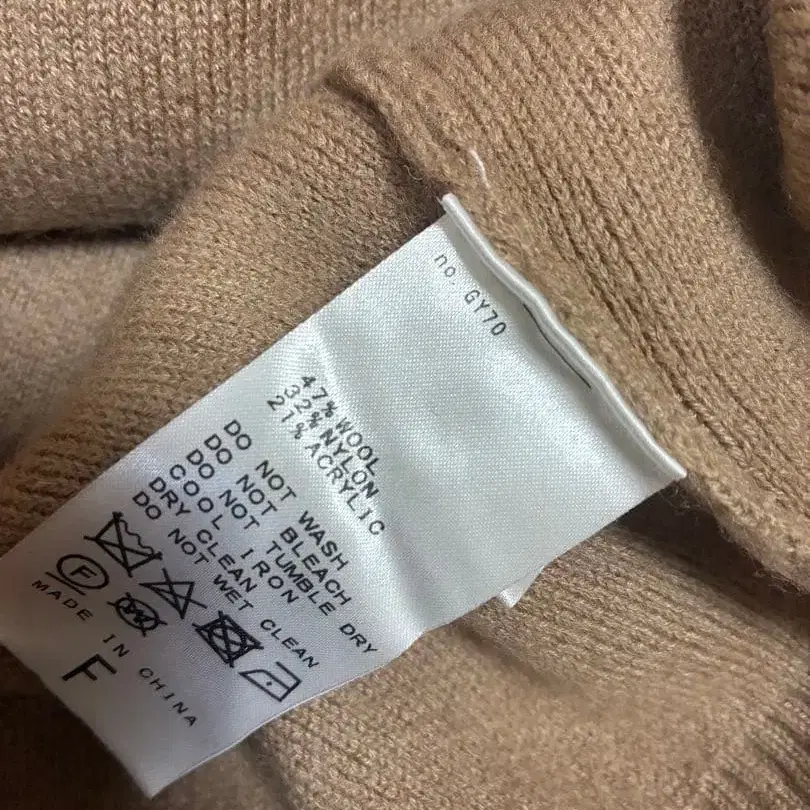 no. GY70
47% WOOL
32% NYLON
21% ACRYLIC
DO NOT WASH
DO NOT BLEACH
DO NOT TUMBLE DRY
COOL IRON
DRY CLEAN
DO NOT WET CLEAN
F W
MADE IN CHINA
F